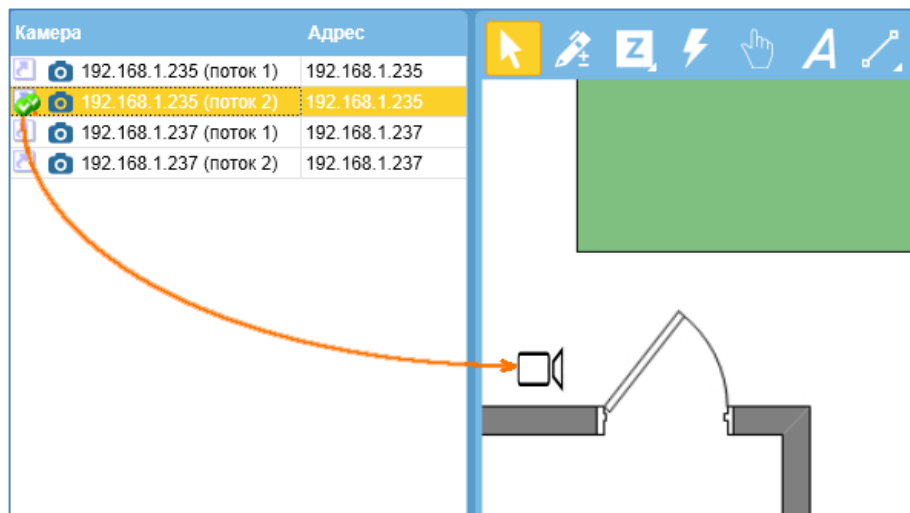 Камера Адрес
192.168.1.235 (поток 1) 192.168.1.235
192.168.1.235 (поток 2) 192.168.1.235
192.168.1.237 (поток 1) 192.168.1.237
192.168.1.237 (поток 2) 192.168.1.237
Z A